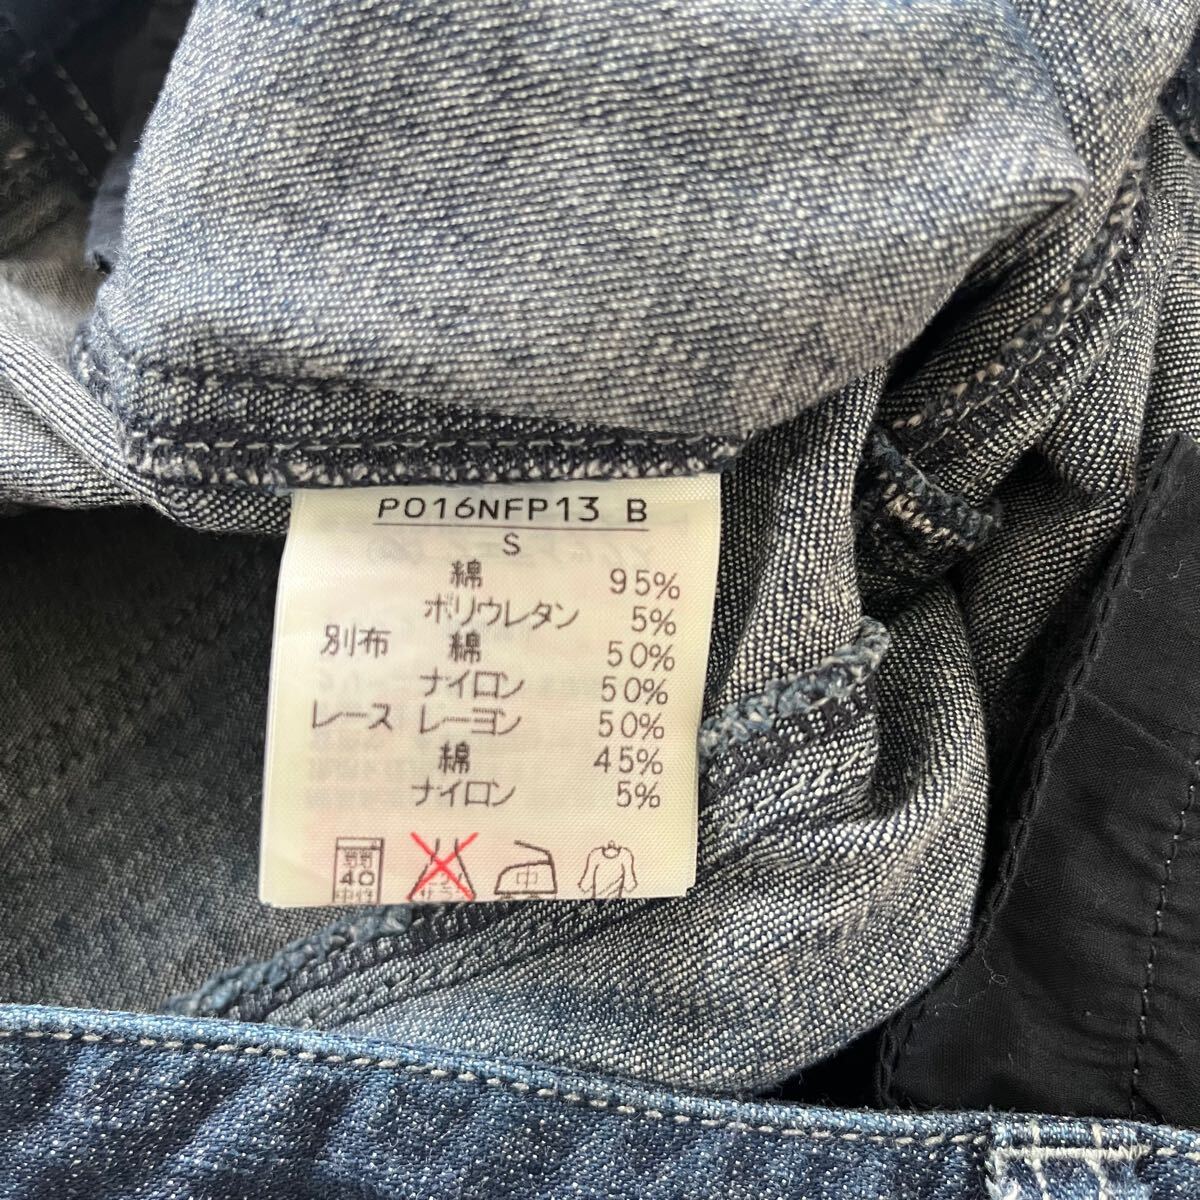 P016NFP13 B
S
綿 95%
ポリウレタン 5%
別布 綿 50%
ナイロン 50%
レース レーヨン 50%
綿 45%
ナイロン 5%
40 中